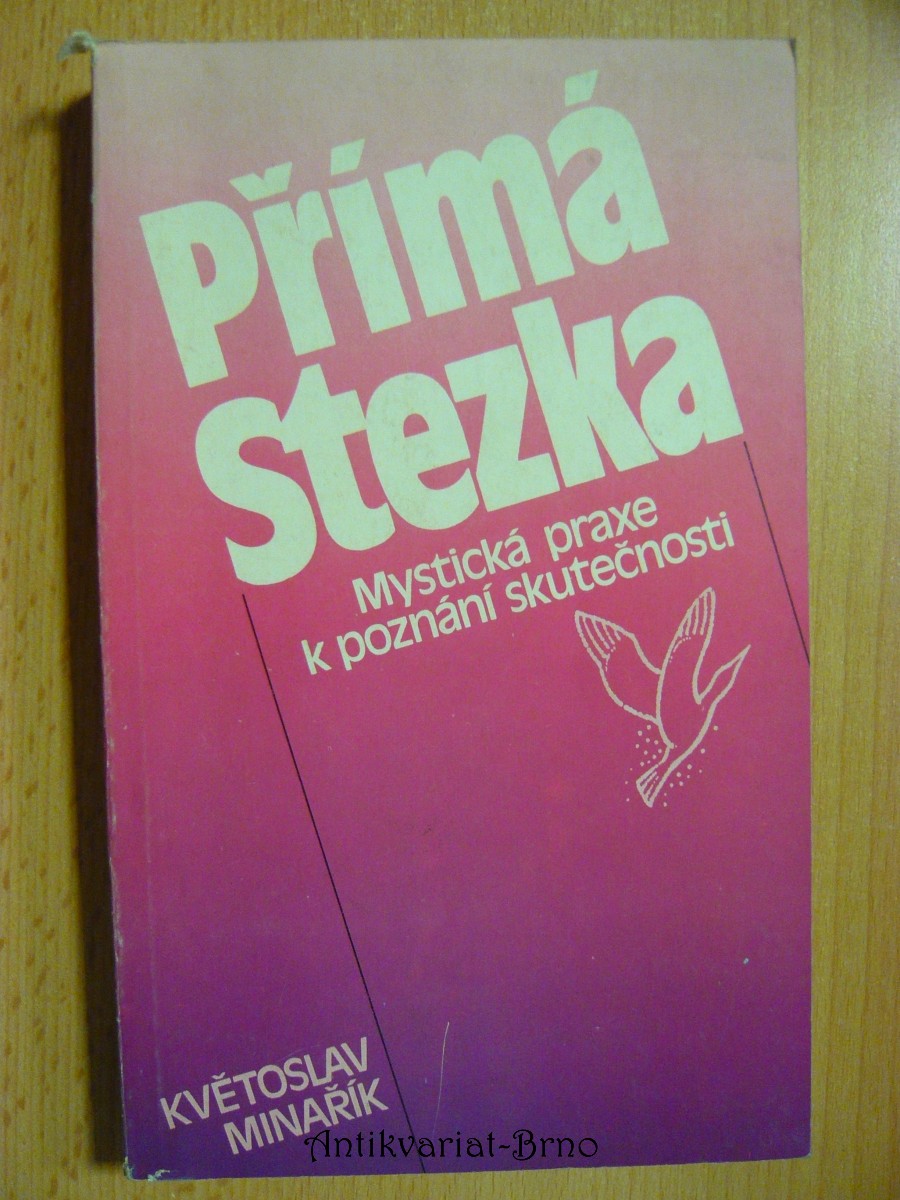 Přímá
Stezka
Mystická praxe
k poznání skutečnosti
KVĚTOSLAV
MINAŘÍK
Antikvariat-Brno